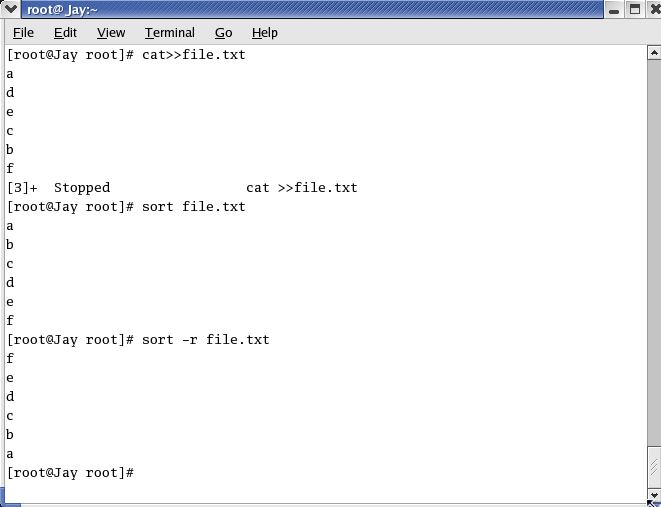 root@ Jay:~
File Edit View Terminal Go Help
[root@Jay root]# cat>>file.txt
a
d
e
c
b
f
[3]+  Stopped                 cat >>file.txt
[root@Jay root]# sort file.txt
a
b
c
d
e
f
[root@Jay root]# sort -r file.txt
f
e
d
c
b
a
[root@Jay root]#